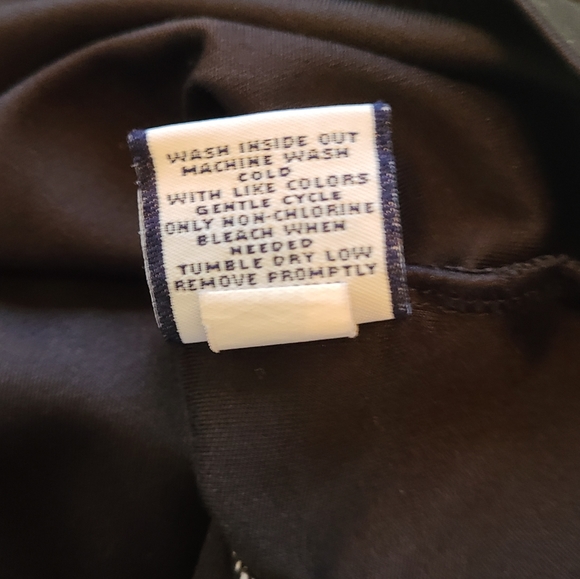 WASH INSIDE OUT
MACHINE WASH
COLD
WITH LIKE COLORS
GENTLE CYCLE
ONLY NON-CHLORINE
BLEACH WHEN
NEEDED
TUMBLE DRY LOW
REMOVE PROMPTLY